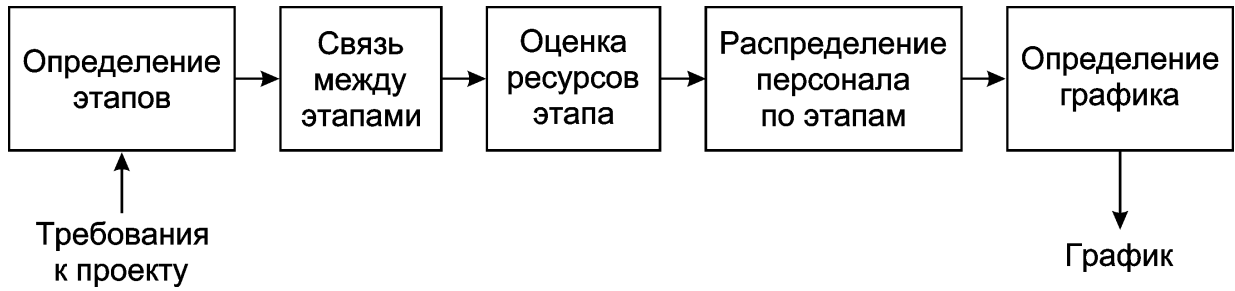 Определение
этапов
Связь
между
этапами
Оценка
ресурсов
этапа
Распределение
персонала
по этапам
Определение
графика
Требования
к проекту
График